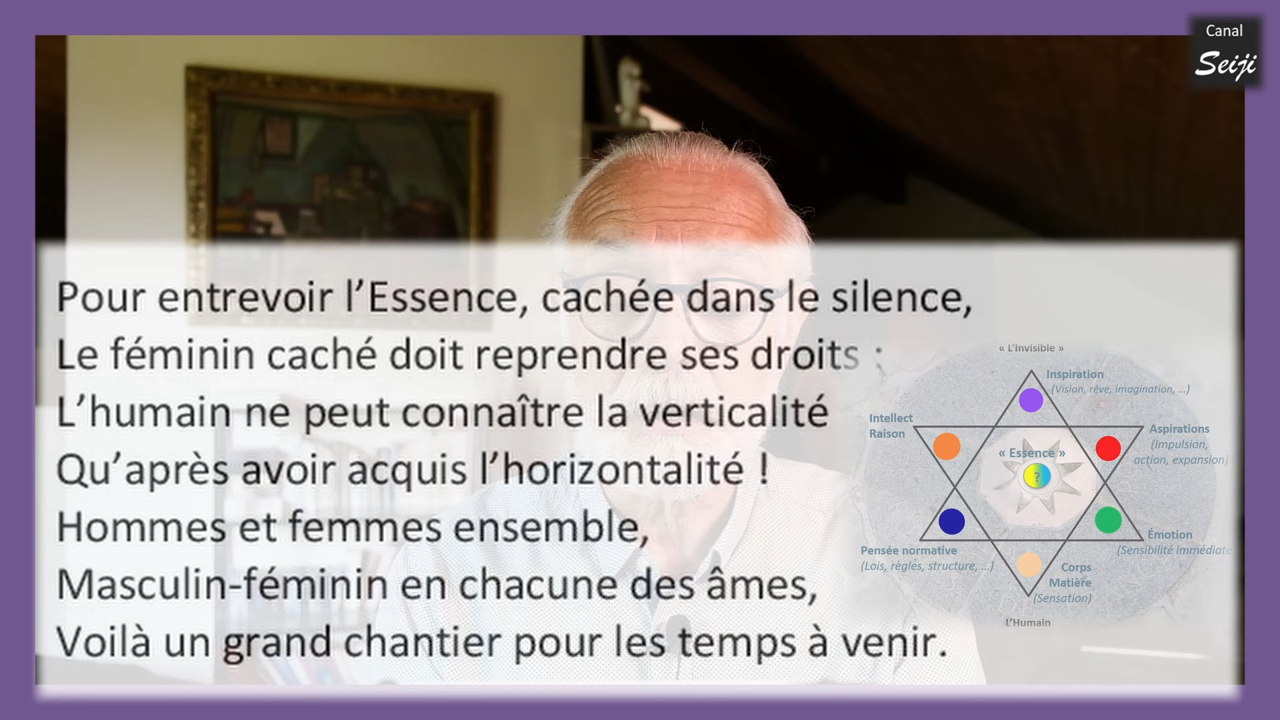 Canal
Seiji
Pour entrevoir l’Essence, cachée dans le silence,
Le féminin caché doit reprendre ses droits :
L’humain ne peut connaître la verticalité
Qu’après avoir acquis l’horizontalité !
Hommes et femmes ensemble,
Masculin-féminin en chacune des âmes,
Voilà un grand chantier pour les temps à venir.
« L’invisible »
Inspiration
(Vision, rêve, imagination, …)
Intellect
Raison
Aspirations
(Impulsion,
action, expansion)
« Essence »
?
Émotion
(Sensibilité immédiate
Pensée normative
(Lois, règles, structure, …)
Corps
Matière
(Sensation)
L’Humain